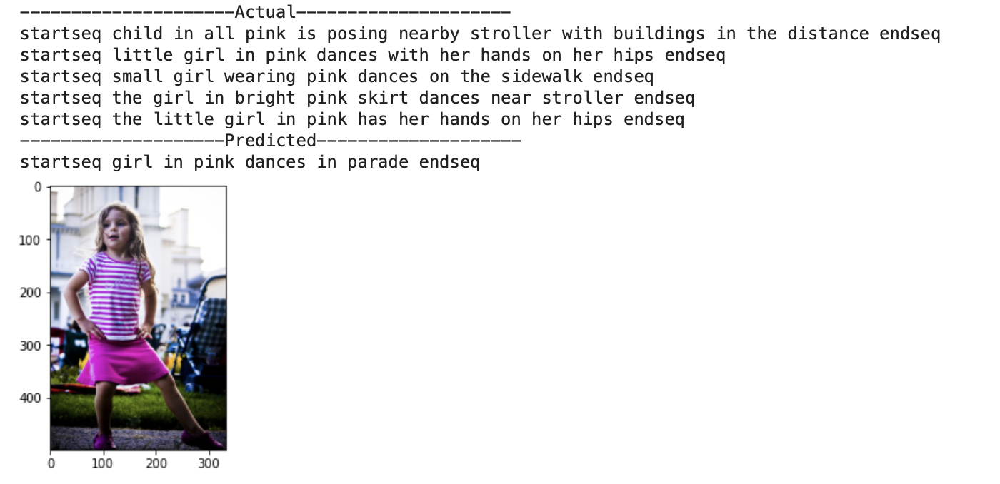 ---------------------Actual---------------------
startseq child in all pink is posing nearby stroller with buildings in the distance endseq
startseq little girl in pink dances with her hands on her hips endseq
startseq small girl wearing pink dances on the sidewalk endseq
startseq the girl in bright pink skirt dances near stroller endseq
startseq the little girl in pink has her hands on her hips endseq
--------------------Predicted--------------------
startseq girl in pink dances in parade endseq
0
100
200
300
400
0 100 200 300